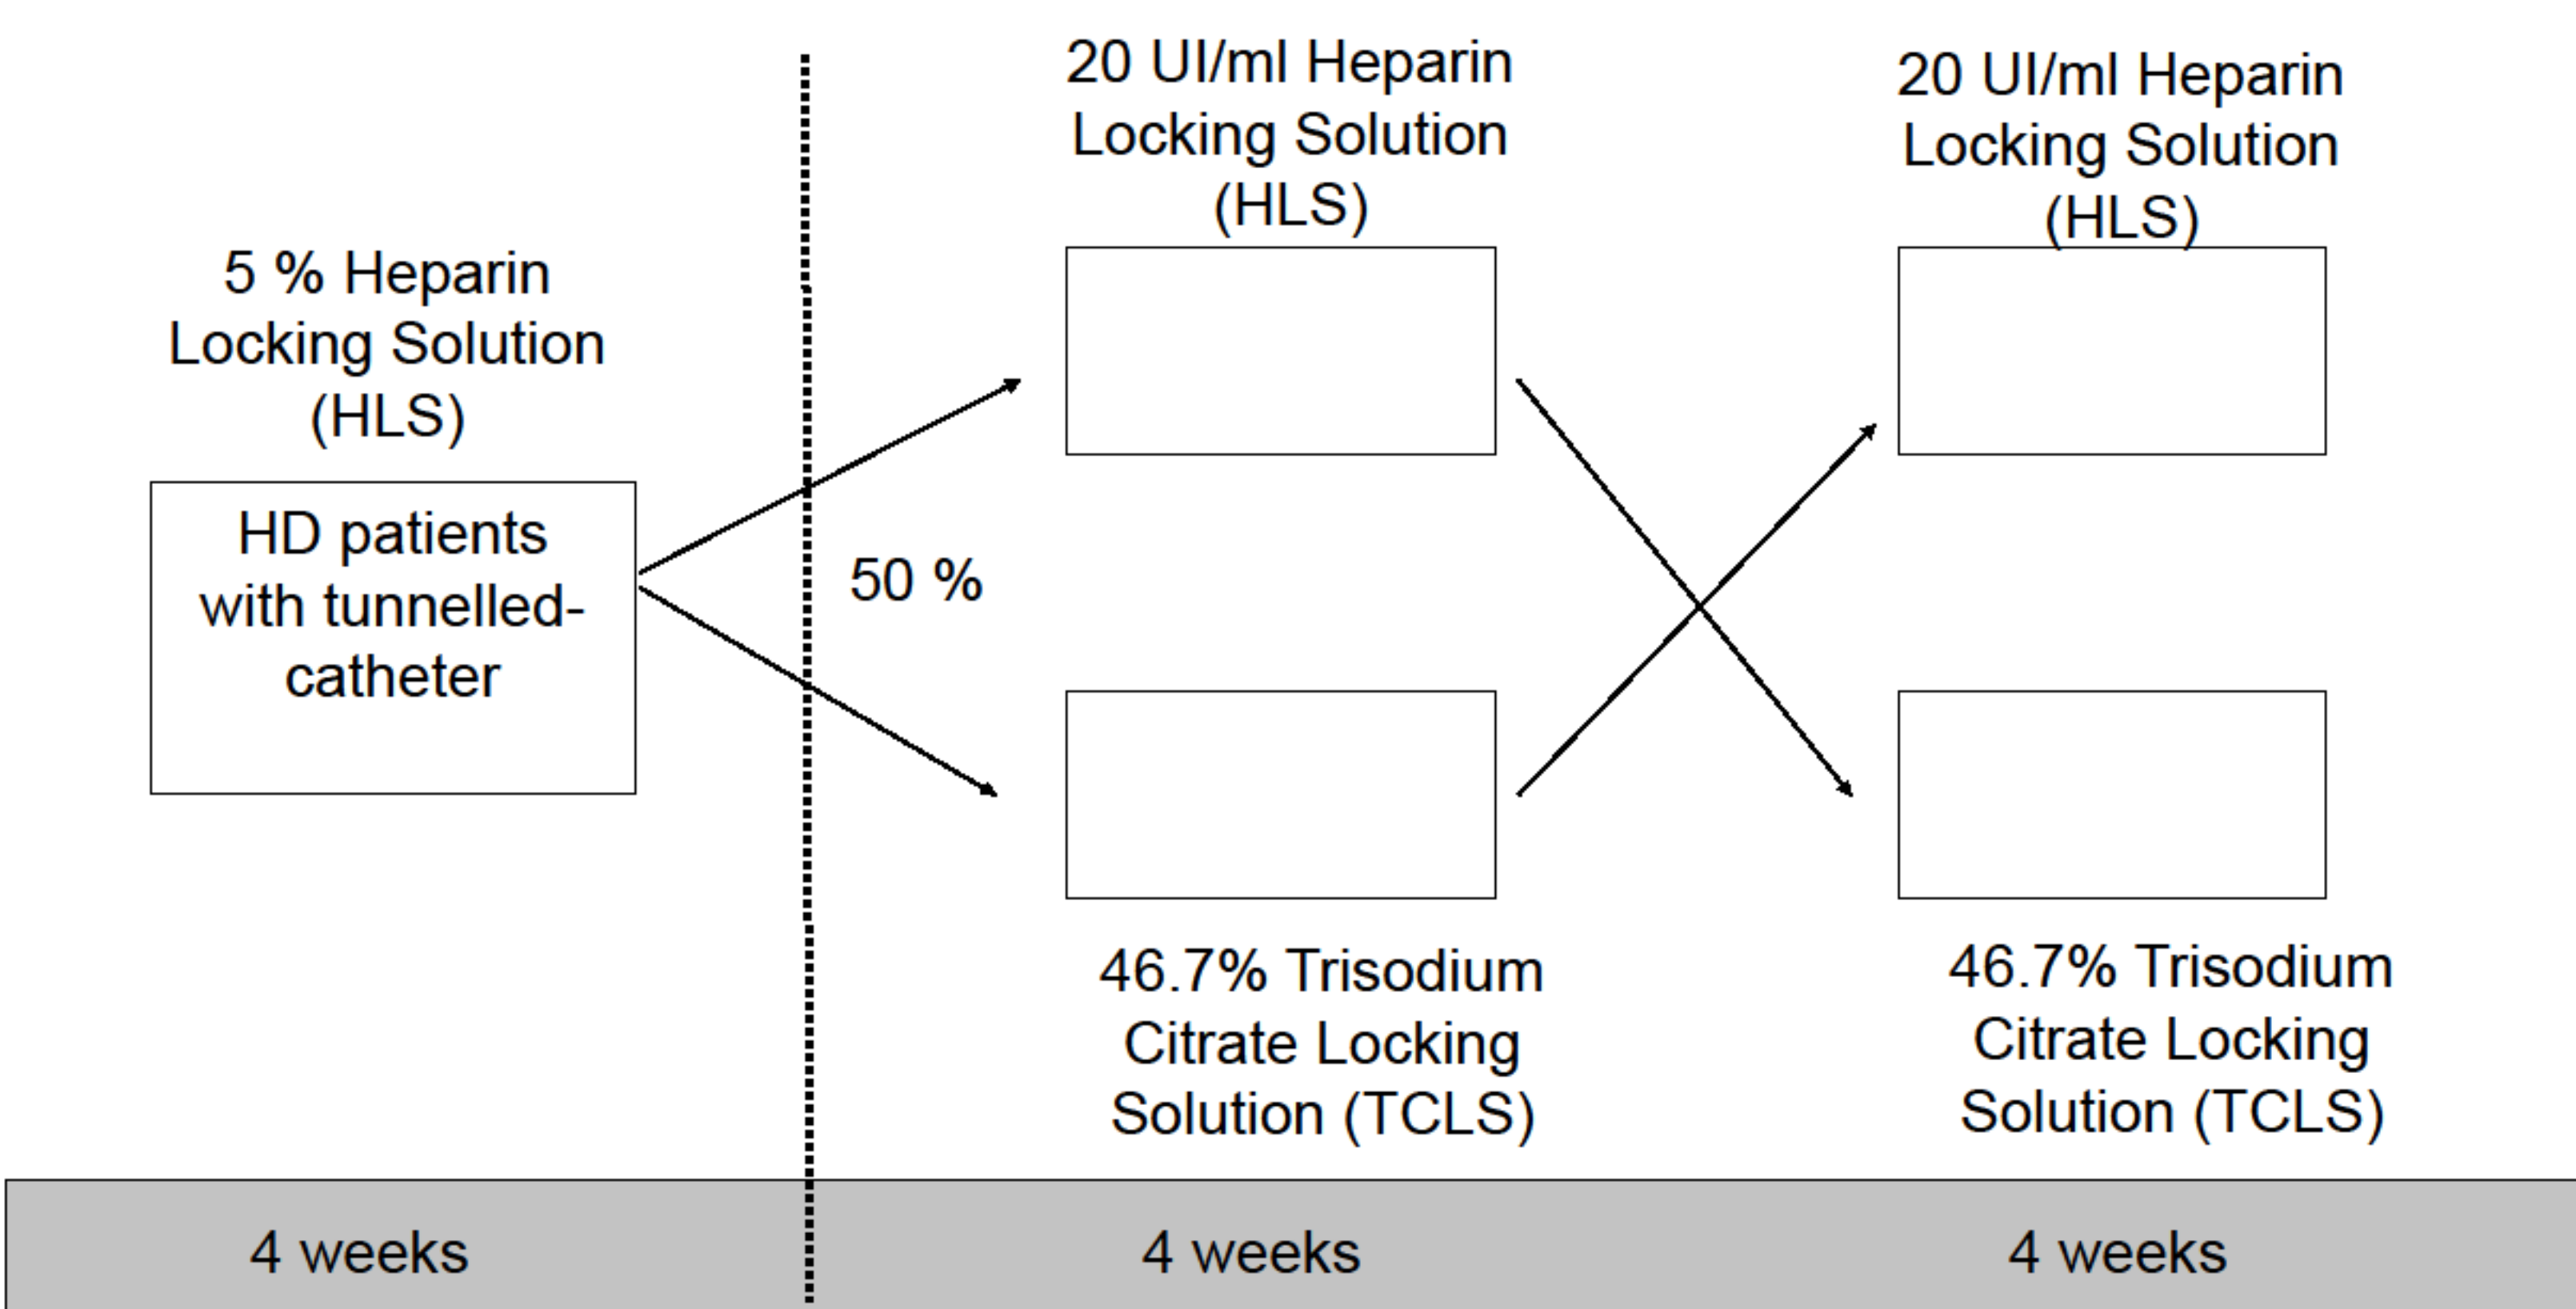 5 % Heparin
Locking Solution
(HLS)
HD patients
with tunnelled-
catheter
50 %
20 UI/ml Heparin
Locking Solution
(HLS)
46.7% Trisodium
Citrate Locking
Solution (TCLS)
20 UI/ml Heparin
Locking Solution
(HLS)
46.7% Trisodium
Citrate Locking
Solution (TCLS)
4 weeks
4 weeks
4 weeks